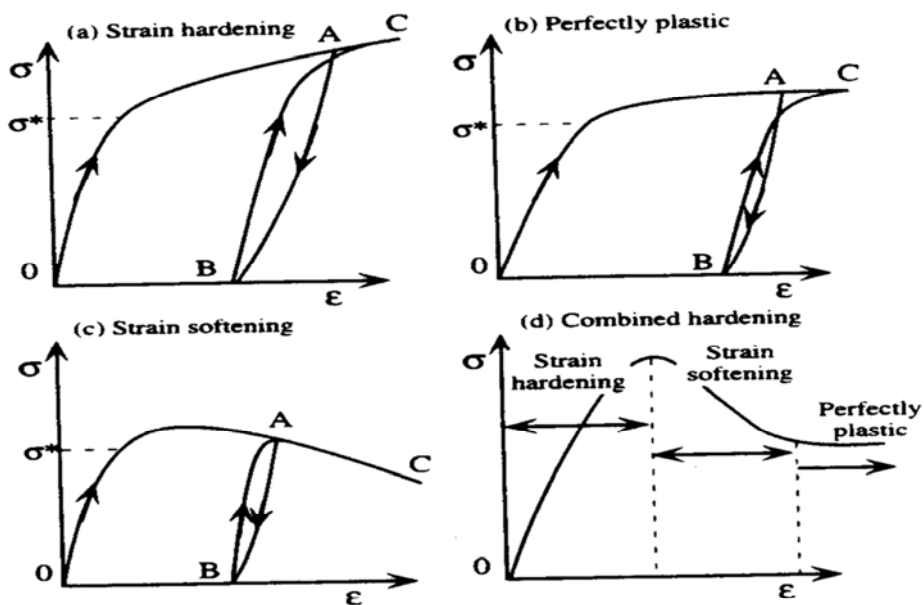 (a) Strain hardening
A
C
σ
σ*
0
B
ε
(b) Perfectly plastic
σ
A
C
σ*
0
B
ε
(c) Strain softening
σ
σ*
A
C
0
B
ε
(d) Combined hardening
σ
Strain
hardening
Strain
softening
Perfectly
plastic
0
ε